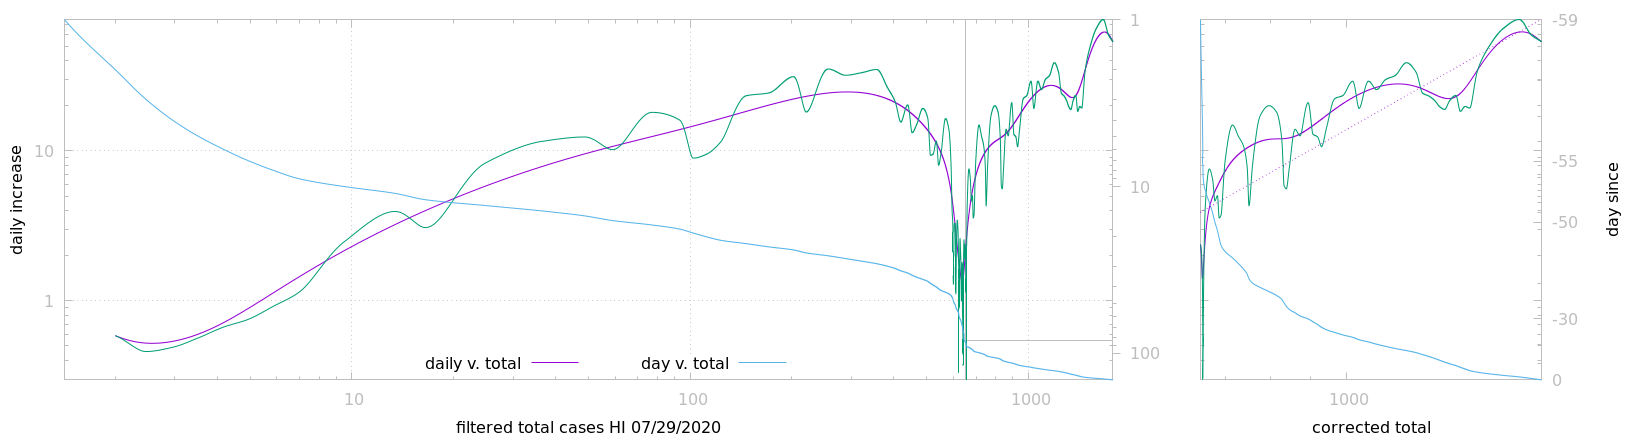 1
-59
10
-55
10
-50
daily increase
day since
1
-30
daily v. total
day v. total
100
0
10
100
1000
1000
filtered total cases HI 07/29/2020
corrected total